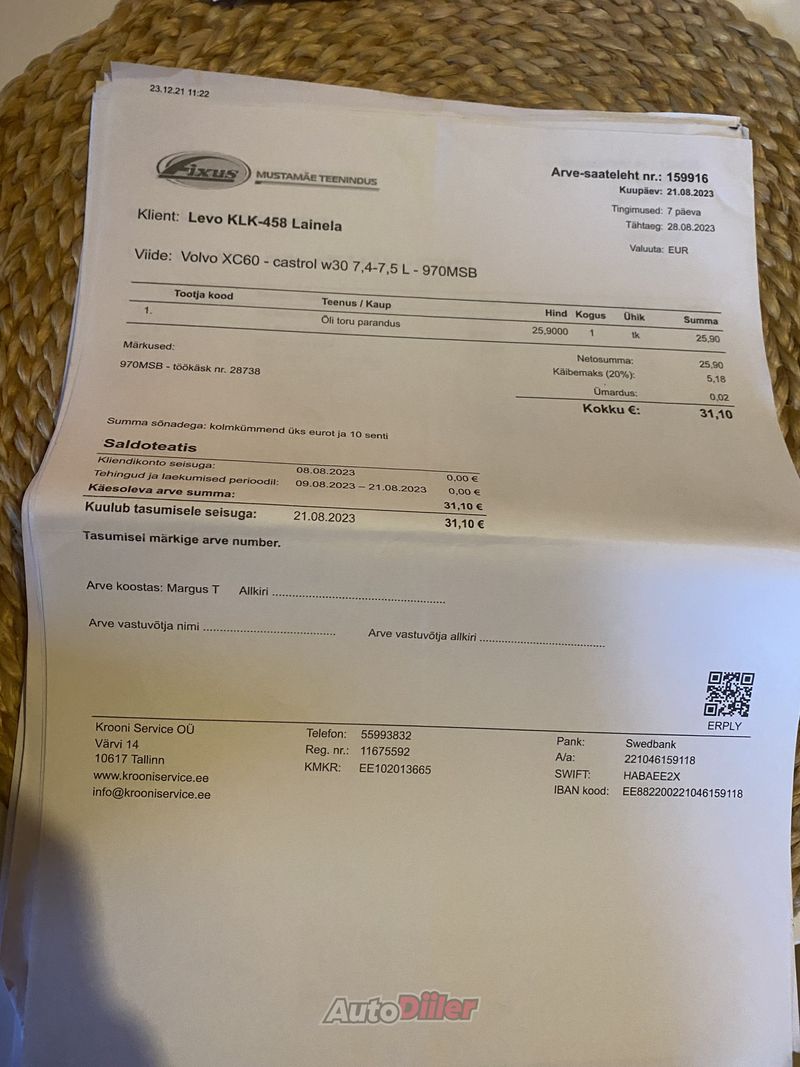 23.12.21 11:22
Fixus MUSTAMÄE TEENINDUS
Arve-saateleht nr.: 159916
Kuupäev: 21.08.2023
Tingimused: 7 päeva
Tähtaeg: 28.08.2023
Valuuta: EUR
Klient: Levo KLK-458 Lainela
Viide: Volvo XC60 - castrol w30 7,4-7,5 L - 970MSB
Tootja kood Teenus / Kaup Hind Kogus Ühik Summa
1. Õli toru parandus 25,9000 1 tk 25,90
Märkused:
970MSB - töökäsk nr. 28738
Netosumma: 25,90
Käibemaks (20%): 5,18
Ümardus: 0,02
Kokku €: 31,10
Summa sõnadega: kolmkümmend üks eurot ja 10 senti
Saldoteatis
Kliendikonto seisuga: 08.08.2023 0,00 €
Tehingud ja laekumised perioodil: 09.08.2023 – 21.08.2023 0,00 €
Käesoleva arve summa: 31,10 €
Kuulub tasumisele seisuga: 21.08.2023 31,10 €
Tasumisel märkige arve number.
Arve koostas: Margus T Allkiri ..................................................
Arve vastuvõtja nimi ...................................... Arve vastuvõtja allkiri ....................................
ERPLY
Krooni Service OÜ
Värvi 14
10617 Tallinn
www.krooniservice.ee
info@krooniservice.ee
Telefon: 55993832
Reg. nr.: 11675592
KMKR: EE102013665
Pank: Swedbank
A/a: 221046159118
SWIFT: HABAEE2X
IBAN kood: EE882200221046159118
AutoDiiler